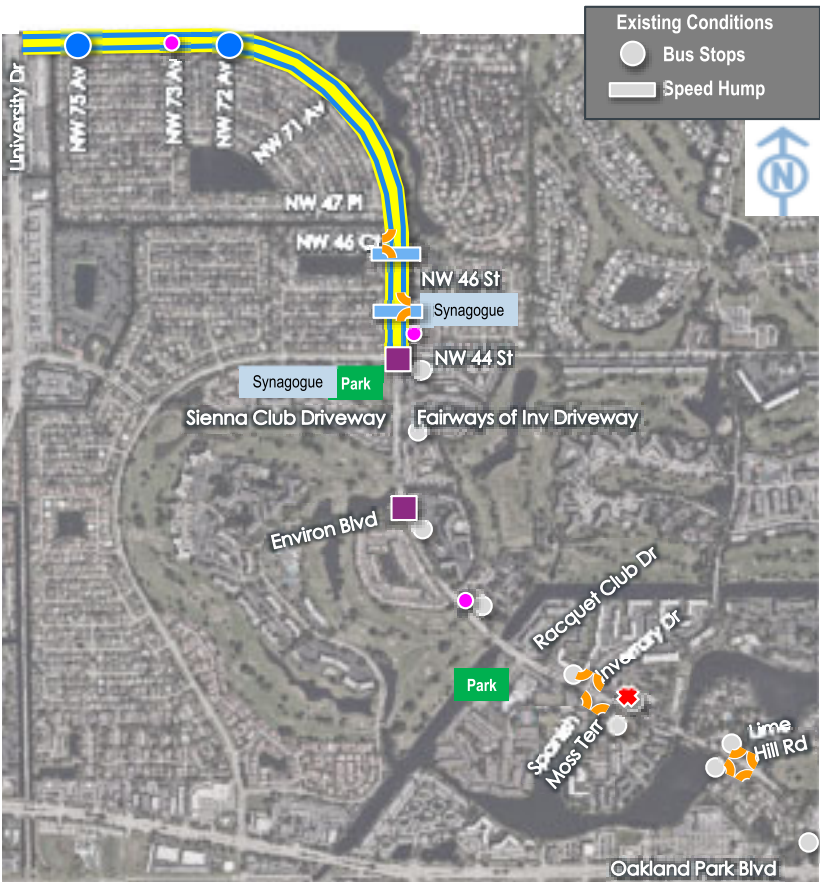 Existing Conditions
Bus Stops
Speed Hump
University Dr
NW 75 Av
NW 73 Av
NW 72 Av
NW 71 Av
N
NW 47 Pl
NW 46 Ct
NW 46 St
Synagogue
NW 44 St
Synagogue
Park
Sienna Club Driveway
Fairways of Inv Driveway
Environ Blvd
Racquet Club Dr
Inverrary Dr
Park
Spanish
Moss Terr
Lime
Hill Rd
Oakland Park Blvd